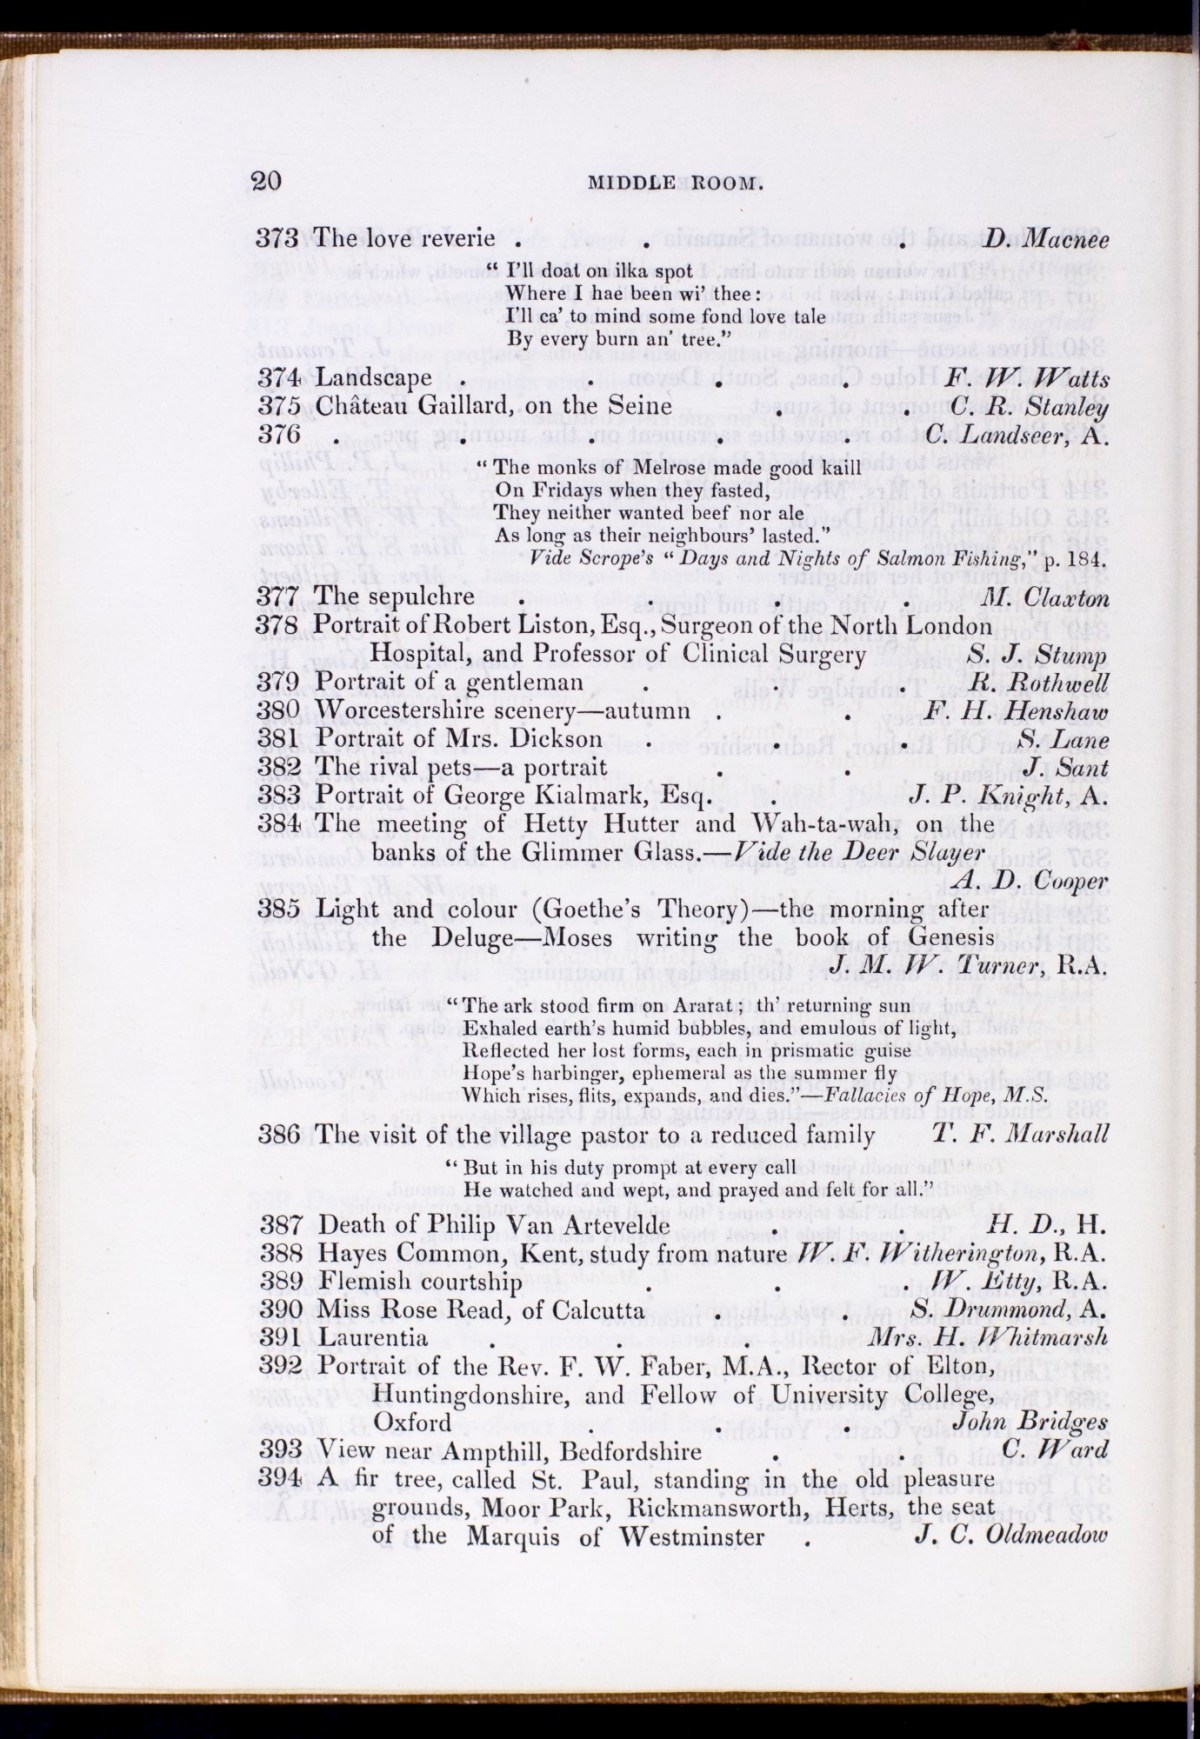 20 MIDDLE ROOM.
373 The love reverie . . . D. Macnee
“ I'll doat on ilka spot
Where I hae been wi' thee:
I'll ca' to mind some fond love tale
By every burn an' tree.”
374 Landscape . . . . F. W. Watts
375 Château Gaillard, on the Seine . . C. R. Stanley
376 . . . . . C. Landseer, A.
“ The monks of Melrose made good kaill
On Fridays when they fasted,
They neither wanted beef nor ale
As long as their neighbours' lasted.”
Vide Scrope's “ Days and Nights of Salmon Fishing,” p. 184.
377 The sepulchre . . . . M. Claxton
378 Portrait of Robert Liston, Esq., Surgeon of the North London
Hospital, and Professor of Clinical Surgery S. J. Stump
379 Portrait of a gentleman . . . R. Rothwell
380 Worcestershire scenery—autumn . . F. H. Henshaw
381 Portrait of Mrs. Dickson . . . S. Lane
382 The rival pets—a portrait . . J. Sant
383 Portrait of George Kialmark, Esq. . J. P. Knight, A.
384 The meeting of Hetty Hutter and Wah-ta-wah, on the
banks of the Glimmer Glass.—Vide the Deer Slayer
A. D. Cooper
385 Light and colour (Goethe's Theory)—the morning after
the Deluge—Moses writing the book of Genesis
J. M. W. Turner, R.A.
“ The ark stood firm on Ararat; th' returning sun
Exhaled earth's humid bubbles, and emulous of light,
Reflected her lost forms, each in prismatic guise
Hope's harbinger, ephemeral as the summer fly
Which rises, flits, expands, and dies.”—Fallacies of Hope, M.S.
386 The visit of the village pastor to a reduced family T. F. Marshall
“ But in his duty prompt at every call
He watched and wept, and prayed and felt for all.”
387 Death of Philip Van Artevelde . . H. D., H.
388 Hayes Common, Kent, study from nature W. F. Witherington, R.A.
389 Flemish courtship . . . W. Etty, R.A.
390 Miss Rose Read, of Calcutta . . S. Drummond, A.
391 Laurentia . . . Mrs. H. Whitmarsh
392 Portrait of the Rev. F. W. Faber, M.A., Rector of Elton,
Huntingdonshire, and Fellow of University College,
Oxford . . . John Bridges
393 View near Ampthill, Bedfordshire . . C. Ward
394 A fir tree, called St. Paul, standing in the old pleasure
grounds, Moor Park, Rickmansworth, Herts, the seat
of the Marquis of Westminster . J. C. Oldmeadow